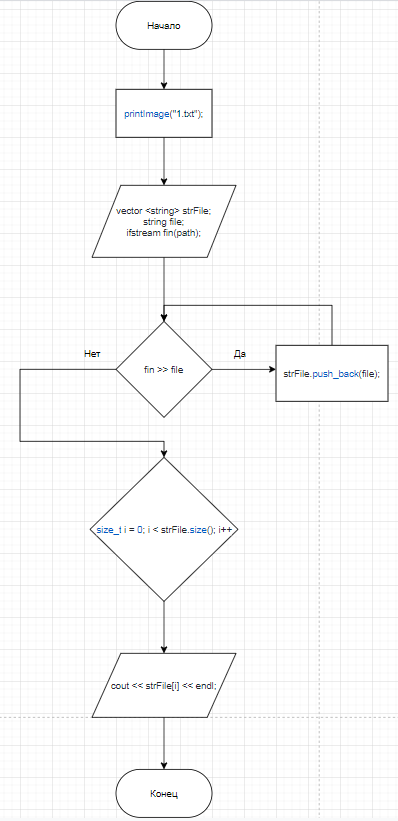 Начало
printImage("1.txt");
vector <string> strFile;
string file;
ifstream fin(path);
Нет
Да
fin >> file
strFile.push_back(file);
size_t i = 0; i < strFile.size(); i++
cout << strFile[i] << endl;
Конец